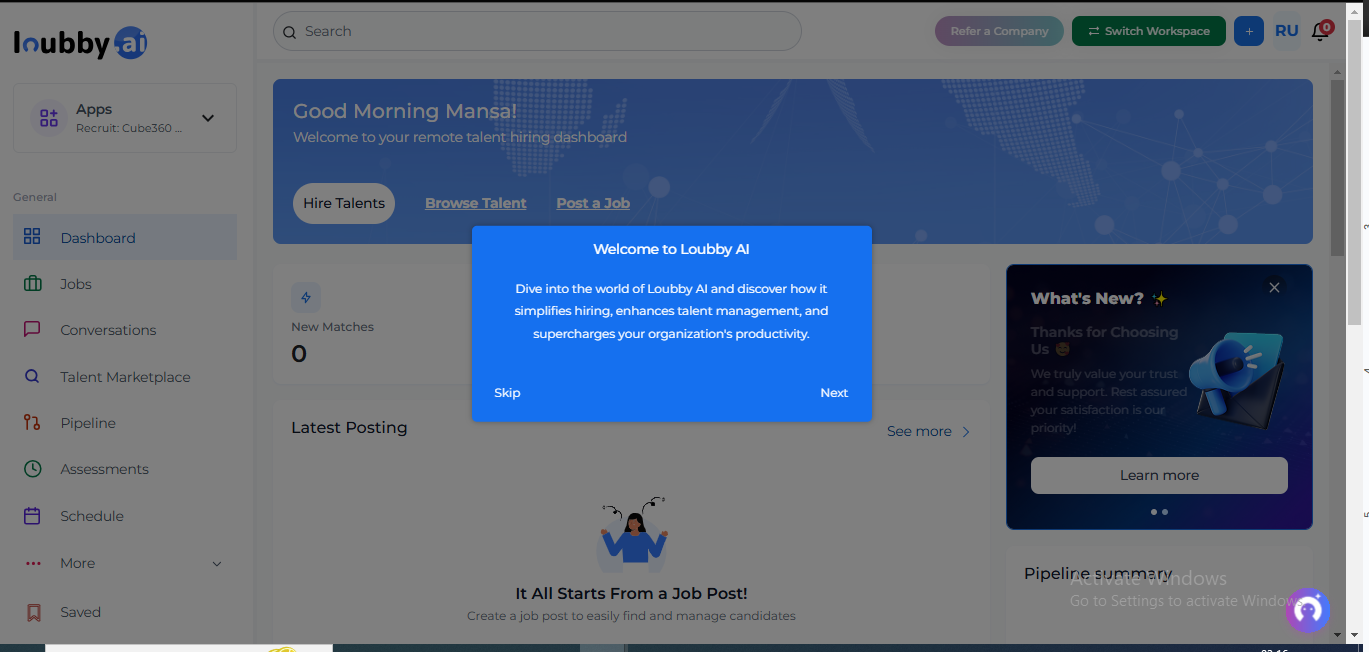 loubby.ai
Search
Refer a Company
Switch Workspace
+
RU
0
Apps
Recruit: Cube360 ...
General
Dashboard
Jobs
Conversations
Talent Marketplace
Pipeline
Assessments
Schedule
More
Saved
Good Morning Mansa!
Welcome to your remote talent hiring dashboard
Hire Talents
Browse Talent
Post a Job
Welcome to Loubby AI
Dive into the world of Loubby AI and discover how it
simplifies hiring, enhances talent management, and
supercharges your organization's productivity.
Skip
Next
New Matches
0
Latest Posting
See more
It All Starts From a Job Post!
Create a job post to easily find and manage candidates
What's New? ✨
Thanks for Choosing
Us
We truly value your trust
and support. Rest assured
your satisfaction is our
priority!
Learn more
Pipeline summary
Activate Windows
Go to Settings to activate Windows